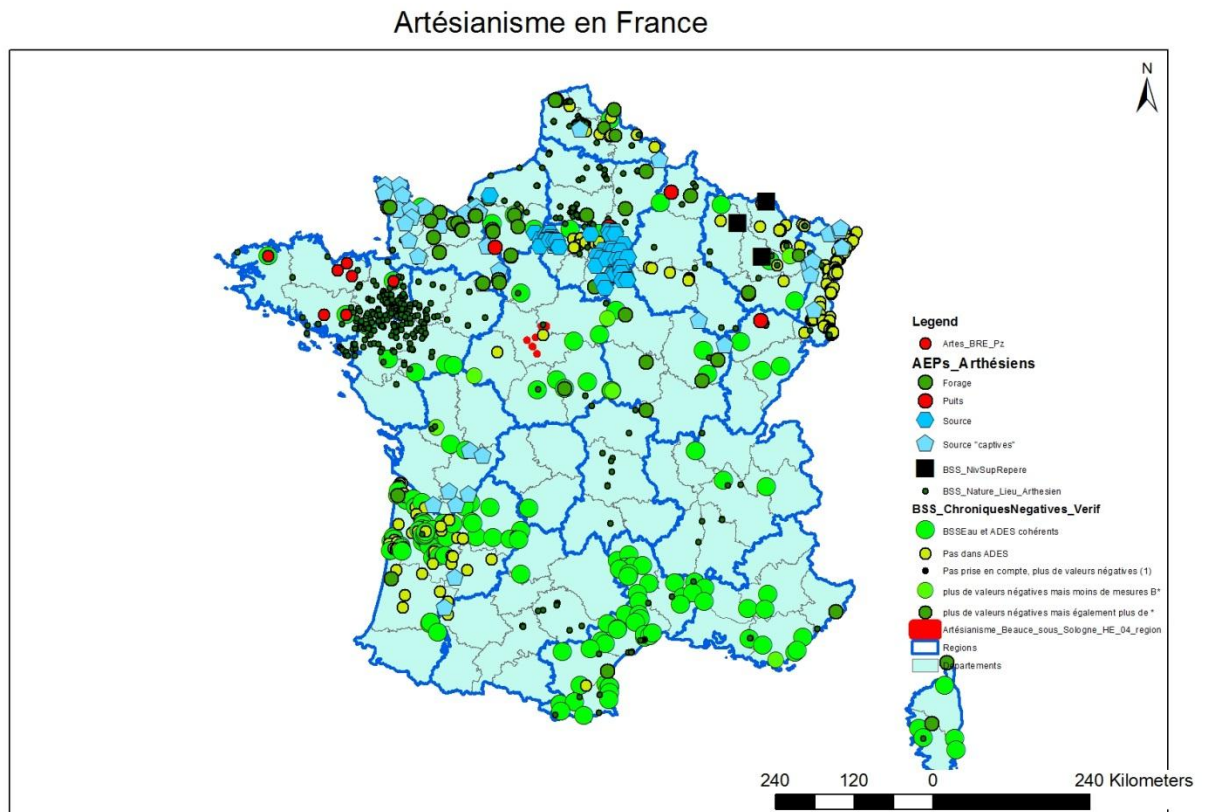 Artésianisme en France
N
Legend
Artes_BRE_Pz
AEPs_Arthésiens
Forage
Puits
Source
Source "captives"
BSS_NivSupRepere
BSS_Nature_Lieu_Arthesien
BSS_ChroniquesNegatives_Verif
BSSEau et ADES cohérents
Pas dans ADES
Pas prise en compte, plus de valeurs négatives (1)
plus de valeurs négatives mais moins de mesures B*
plus de valeurs négatives mais également plus de *
Artésianisme_Beauce_sous_Sologne_HE_04_region
Regions
Départements
240 120 0 240 Kilometers